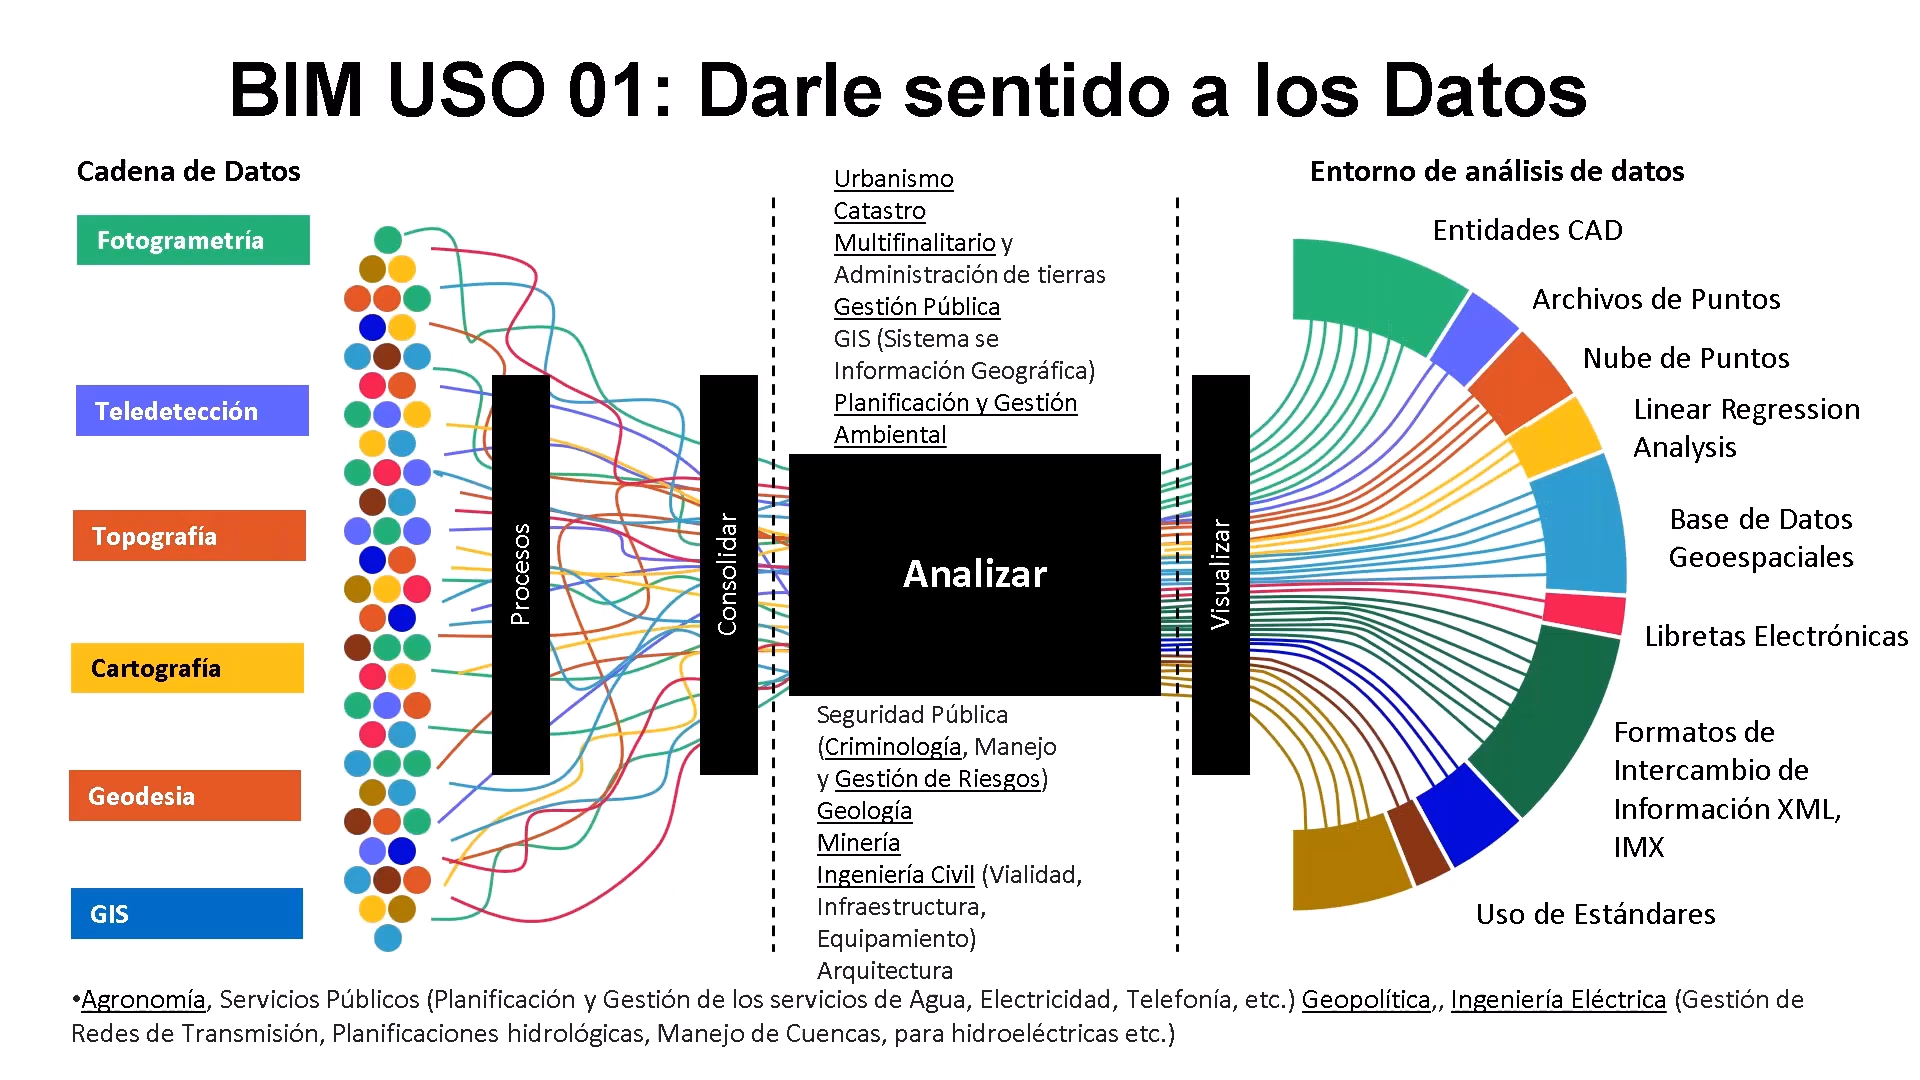 BIM USO 01: Darle sentido a los Datos
Cadena de Datos
Fotogrametría
Teledetección
Topografía
Cartografía
Geodesia
GIS
Procesos
Consolidar
Urbanismo
Catastro
Multifinalitario y
Administración de tierras
Gestión Pública
GIS (Sistema se
Información Geográfica)
Planificación y Gestión
Ambiental
Analizar
Seguridad Pública
(Criminología, Manejo
y Gestión de Riesgos)
Geología
Minería
Ingeniería Civil (Vialidad,
Infraestructura,
Equipamiento)
Arquitectura
Visualizar
Entorno de análisis de datos
Entidades CAD
Archivos de Puntos
Nube de Puntos
Linear Regression
Analysis
Base de Datos
Geoespaciales
Libretas Electrónicas
Formatos de
Intercambio de
Información XML,
IMX
Uso de Estándares
•Agronomía, Servicios Públicos (Planificación y Gestión de los servicios de Agua, Electricidad, Telefonía, etc.) Geopolítica,, Ingeniería Eléctrica (Gestión de
Redes de Transmisión, Planificaciones hidrológicas, Manejo de Cuencas, para hidroeléctricas etc.)